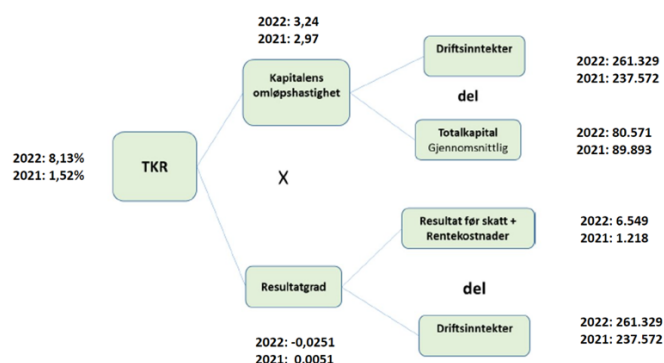 2022: 3,24
2021: 2,97
Kapitalens
omløpshastighet
Driftsinntekter
2022: 261.329
2021: 237.572
del
Totalkapital
Gjennomsnittlig
2022: 80.571
2021: 89.893
2022: 8,13%
2021: 1,52%
TKR
X
Resultat før skatt +
Rentekostnader
2022: 6.549
2021: 1.218
Resultatgrad
del
2022: -0,0251
2021: 0,0051
Driftsinntekter
2022: 261.329
2021: 237.572